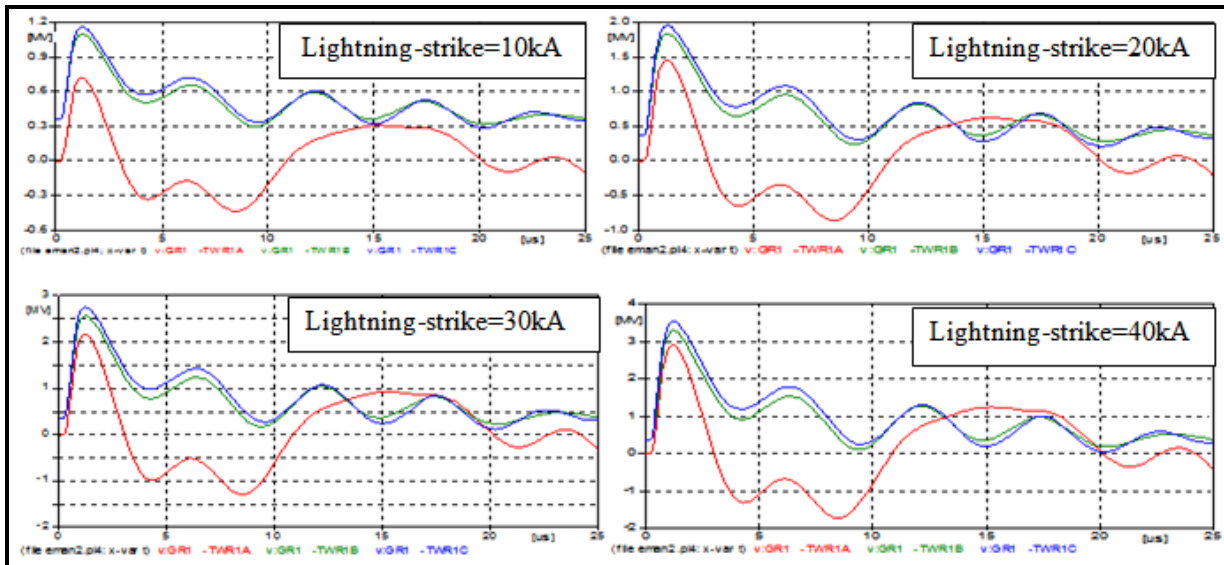 Lightning-strike=10kA
1.2
[MV]
0.9
0.6
0.3
0.0
-0.3
-0.6
0 5 10 15 20 [us] 25
(file eman2.pl4; x-var t) v:GR1 -TWR1A v:GR1 -TWR1B v:GR1 -TWR1C
Lightning-strike=20kA
2.0
[MV]
1.5
1.0
0.5
0.0
-0.5
-1.0
0 5 10 15 20 [us] 25
(file eman2.pl4; x-var t) v:GR1 -TWR1A v:GR1 -TWR1B v:GR1 -TWR1C
Lightning-strike=30kA
3
[MV]
2
1
0
-1
-2
0 5 10 15 20 [us] 25
(file eman2.pl4; x-var t) v:GR1 -TWR1A v:GR1 -TWR1B v:GR1 -TWR1C
Lightning-strike=40kA
4
[MV]
3
2
1
0
-1
-2
0 5 10 15 20 [us] 25
(file eman2.pl4; x-var t) v:GR1 -TWR1A v:GR1 -TWR1B v:GR1 -TWR1C